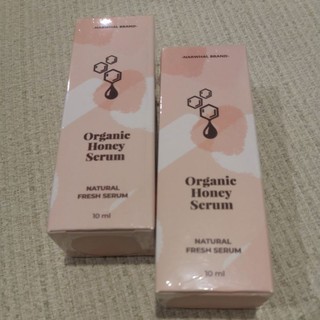 Organic
Honey
Serum
NATURAL
FRESH SERUM
10 ml
Organic
Honey
Serum
NATURAL
FRESH SERUM
10 ml